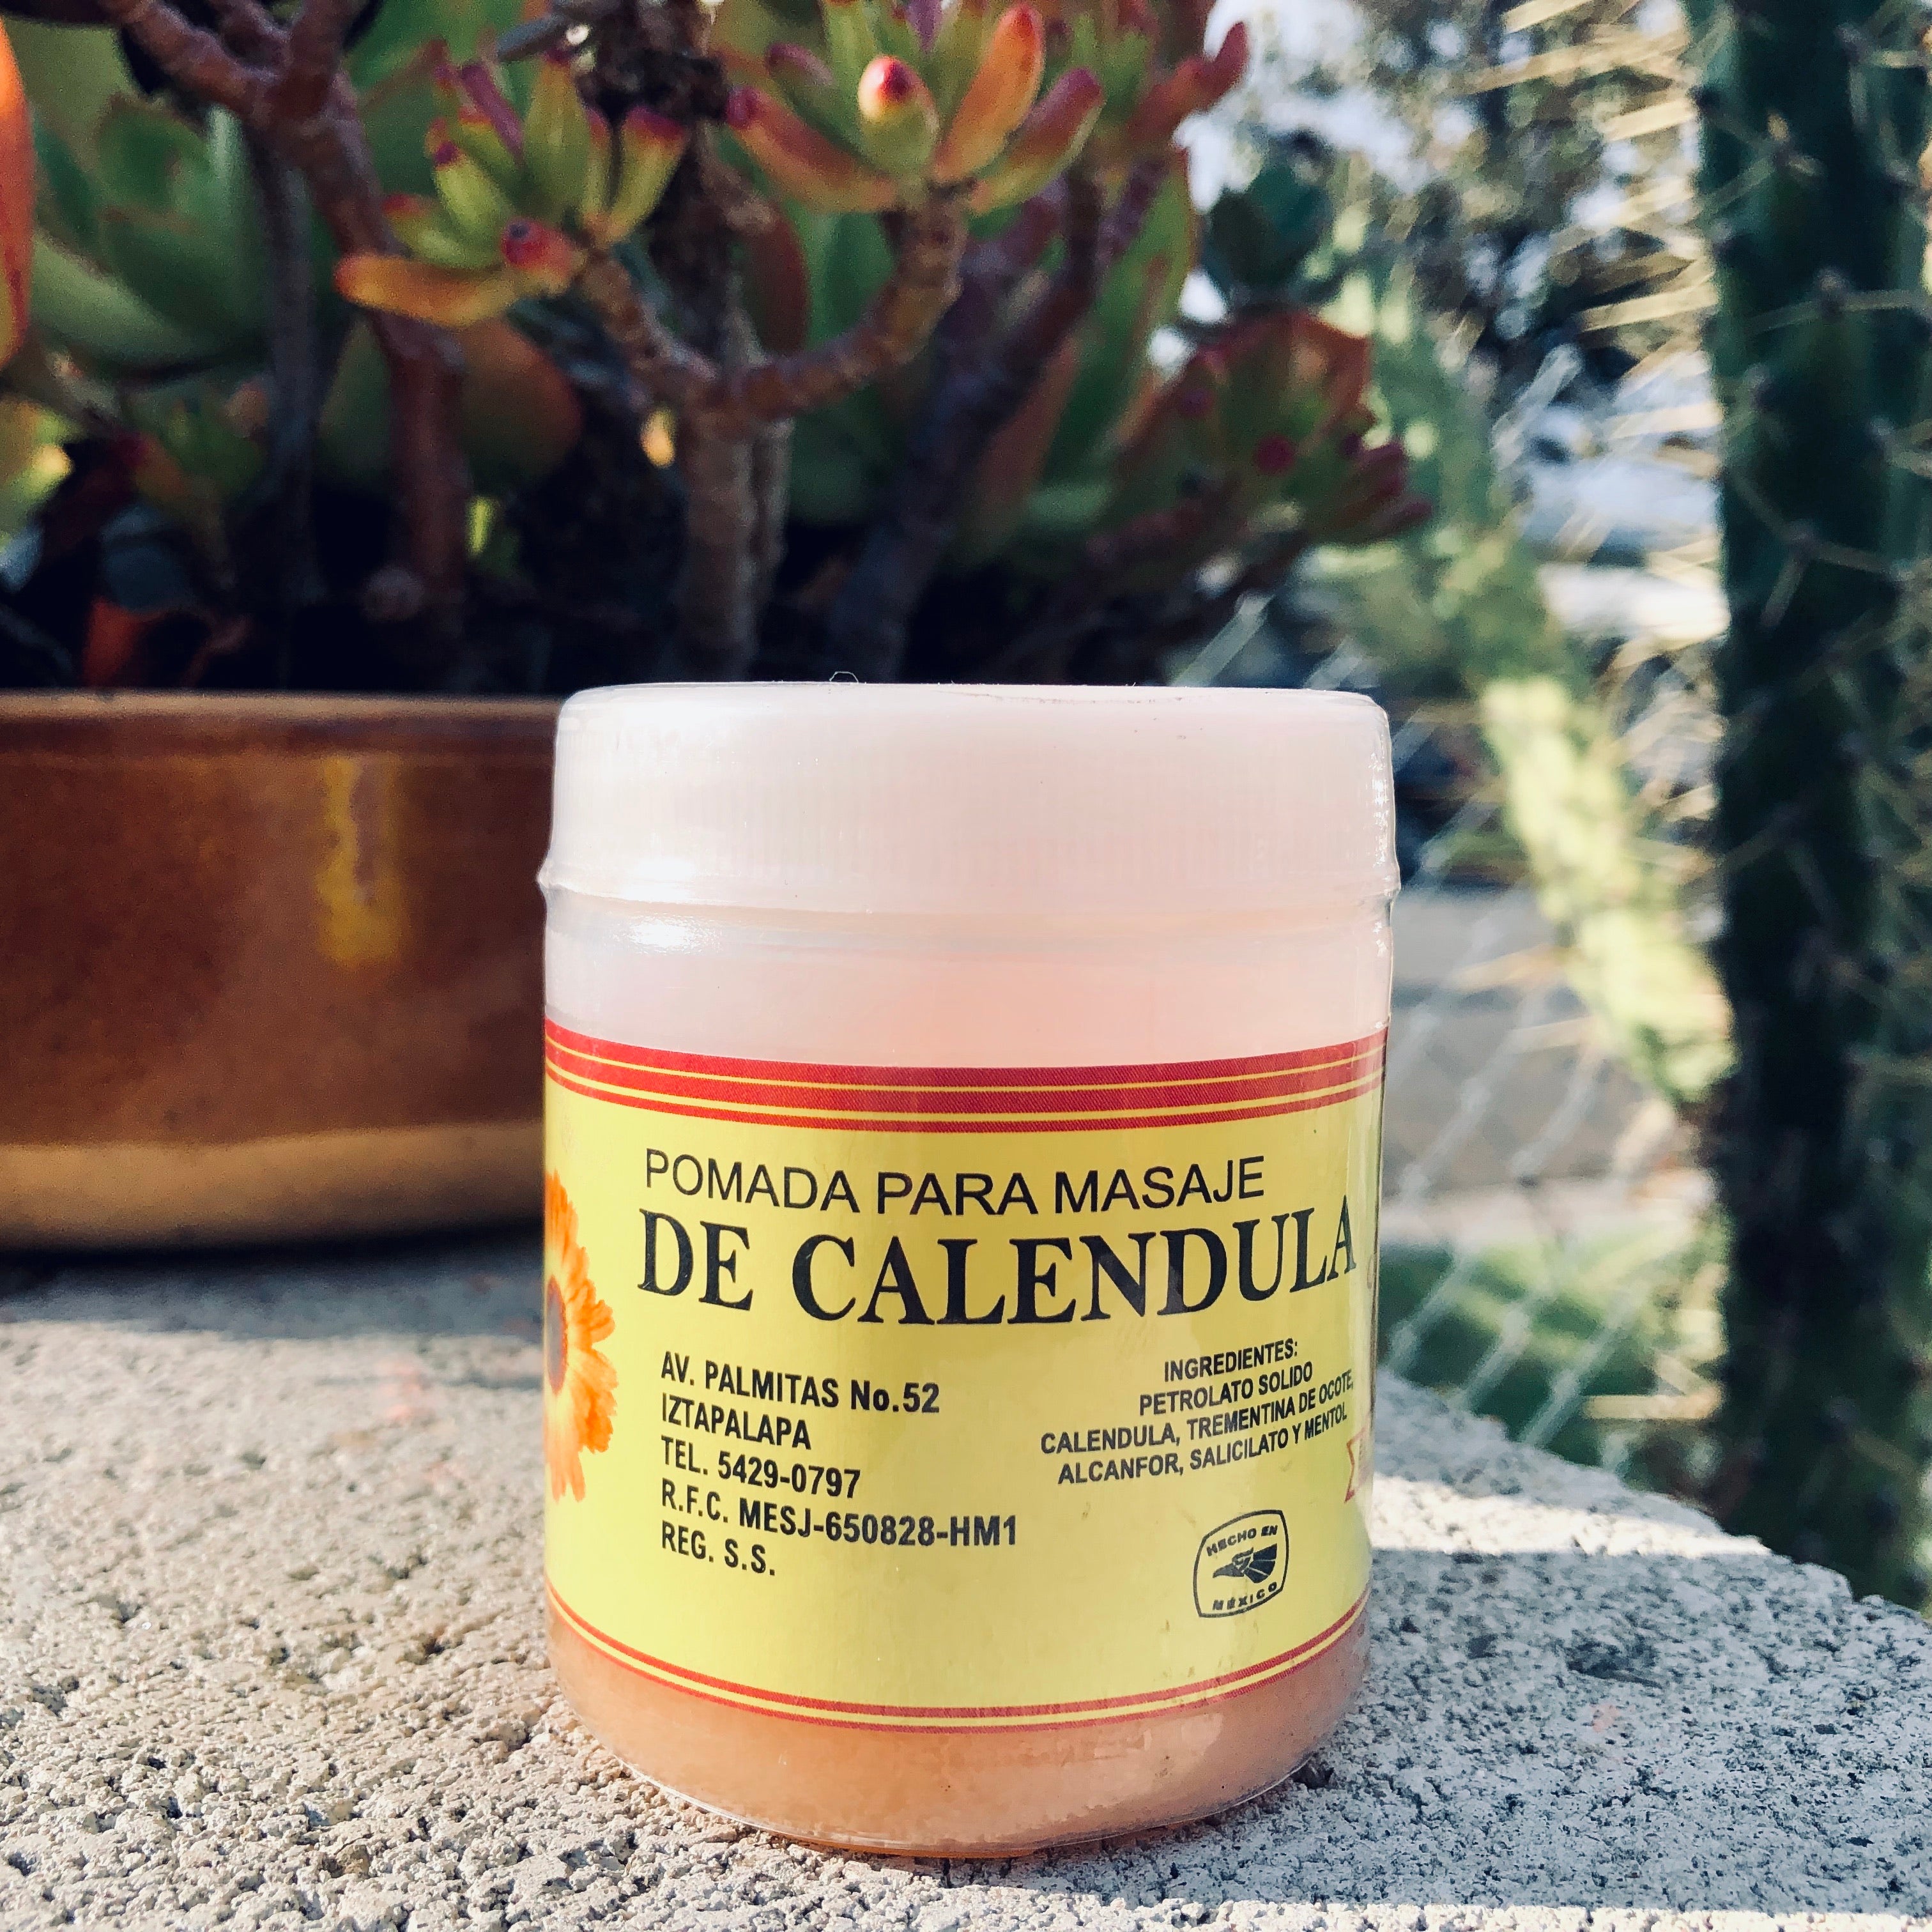 POMADA PARA MASAJE
DE CALENDULA
AV. PALMITAS No.52
IZTAPALAPA
TEL. 5429-0797
R.F.C. MESJ-650828-HM1
REG. S.S.
INGREDIENTES:
PETROLATO SOLIDO
CALENDULA, TREMENTINA DE OCOTE,
ALCANFOR, SALICILATO Y MENTOL
HECHO EN
MÉXICO